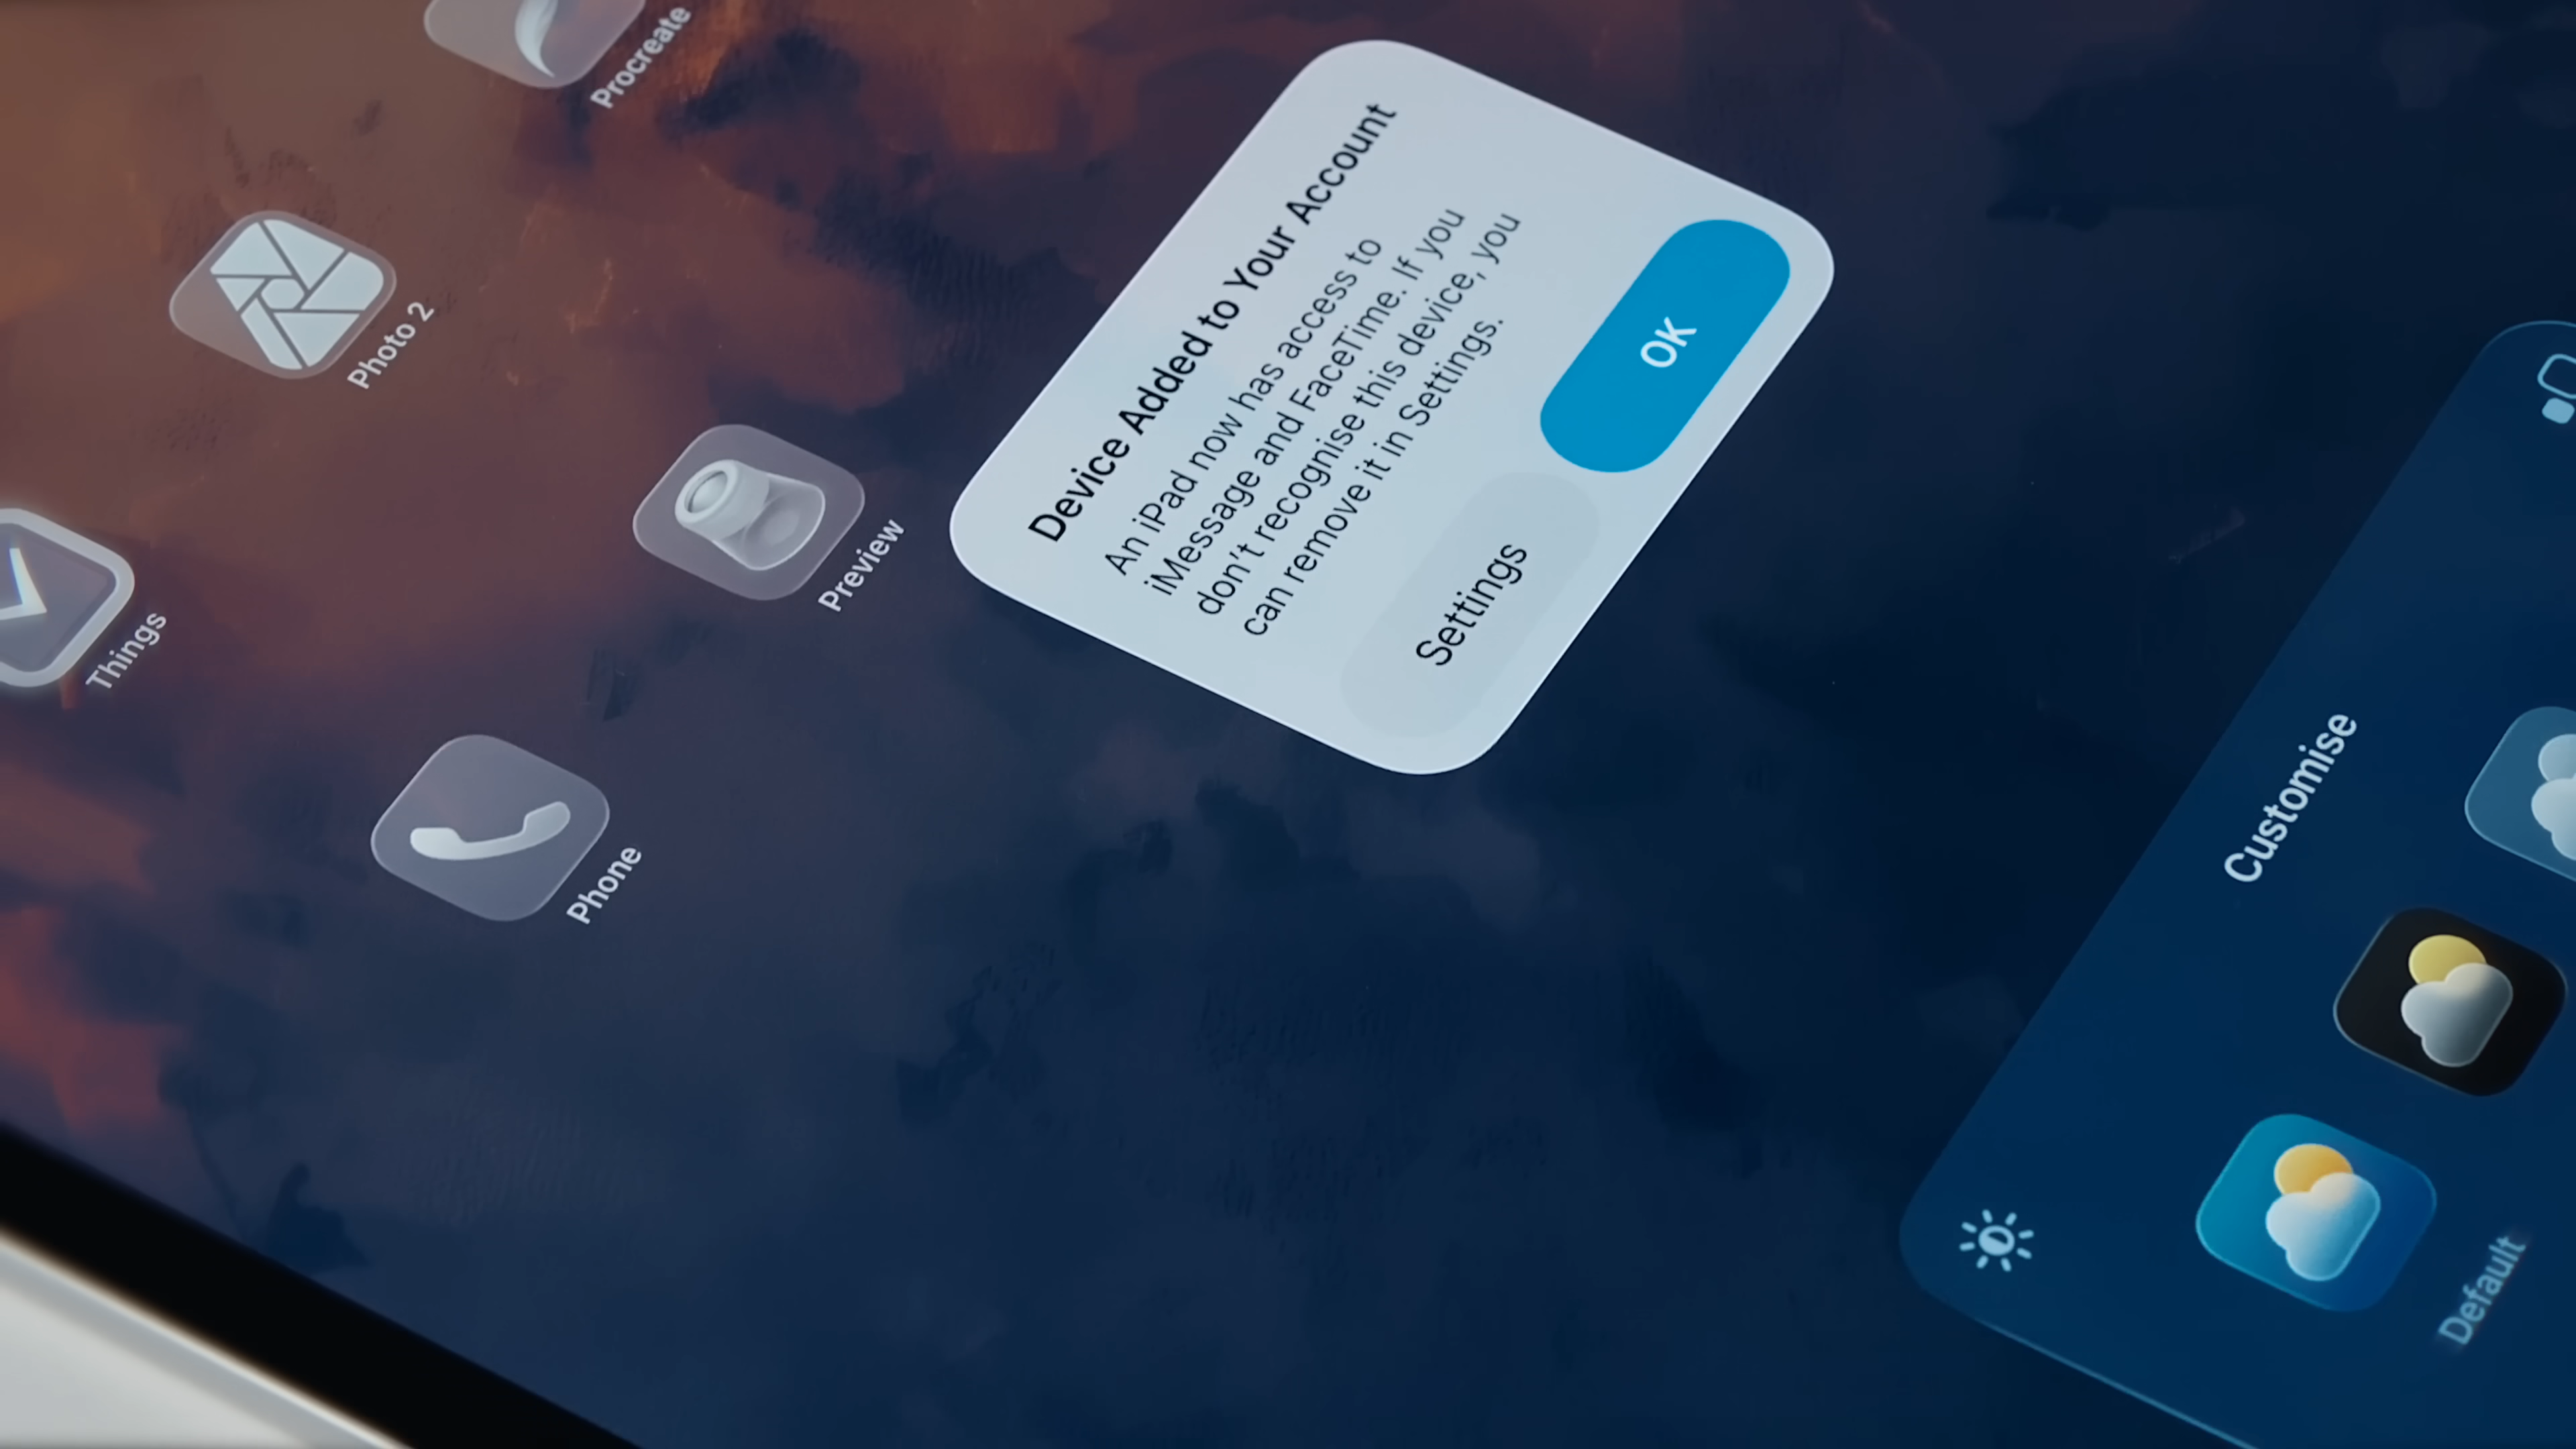 Procreate
Photo 2
Things
Preview
Phone
Device Added to Your Account
An iPad now has access to
iMessage and FaceTime. If you
don't recognise this device, you
can remove it in Settings.
Settings
OK
Customise
Default